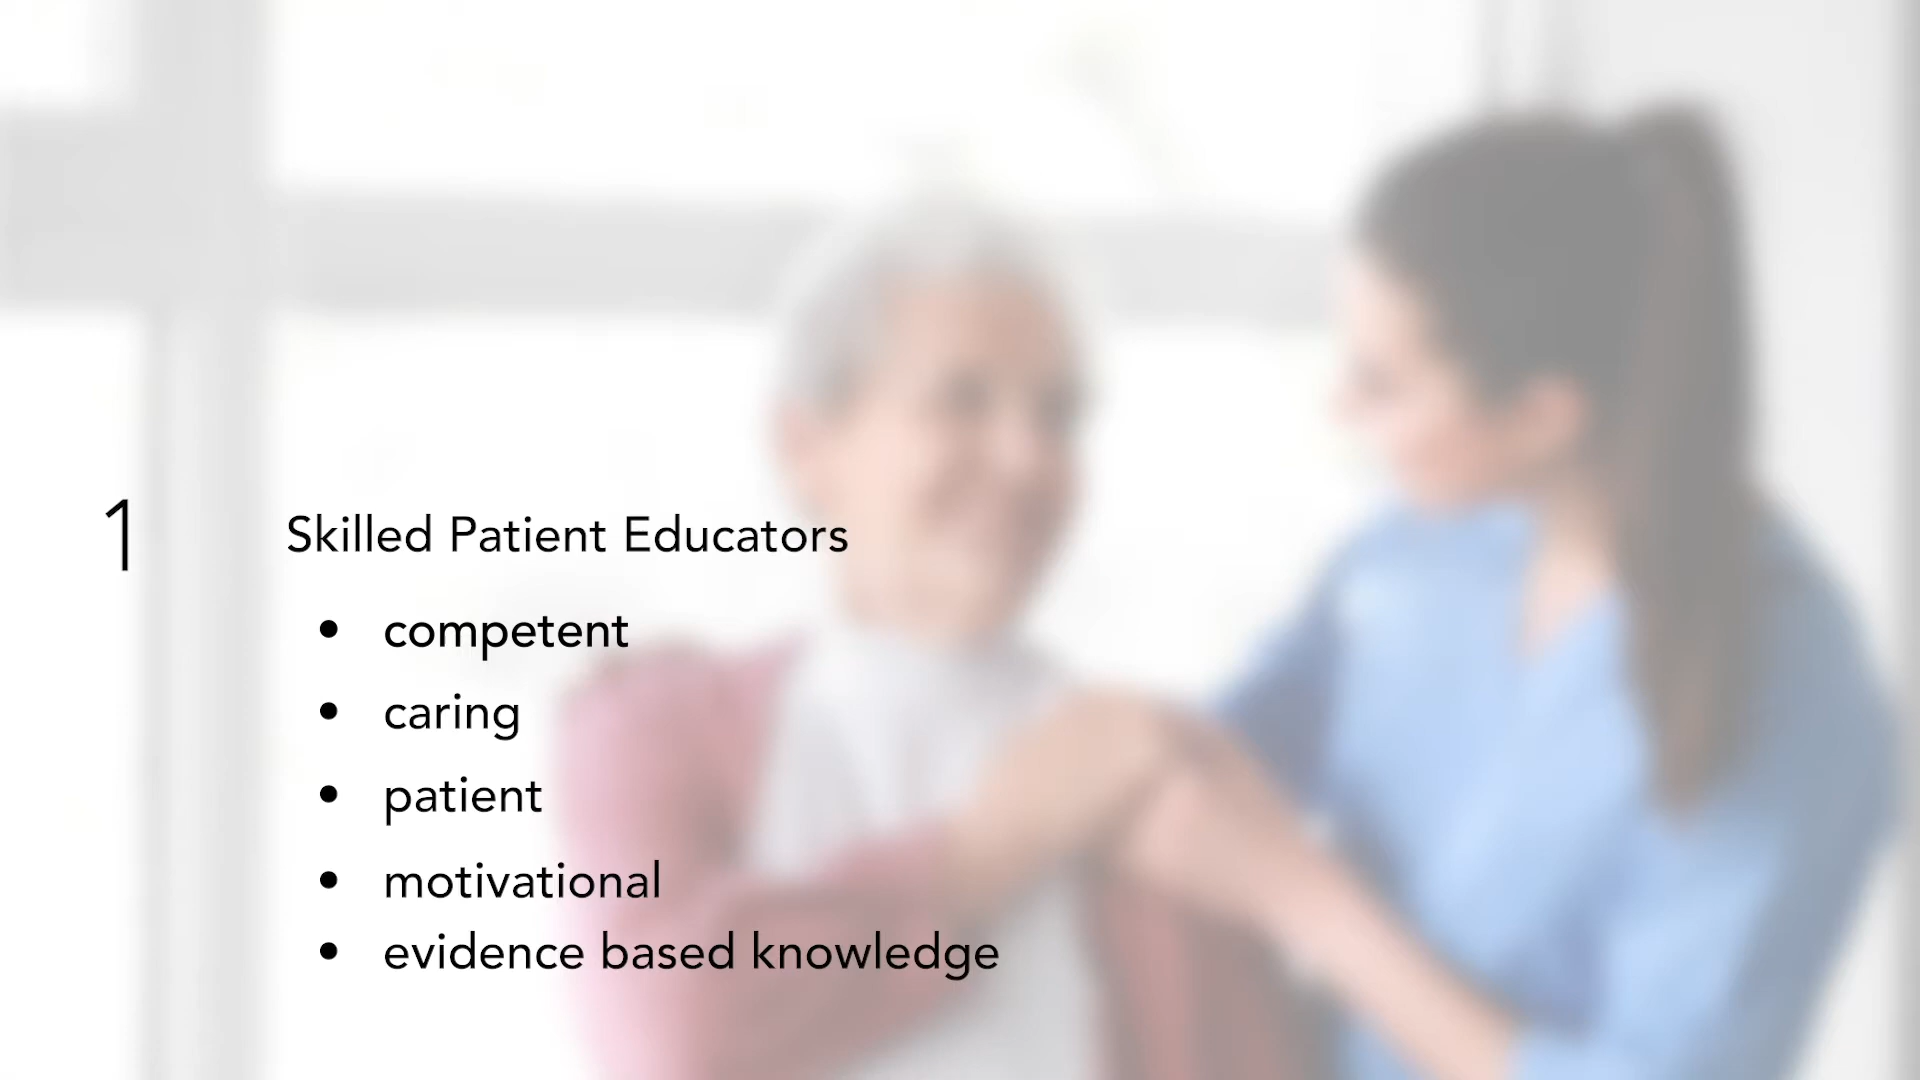 1
Skilled Patient Educators
• competent
• caring
• patient
• motivational
• evidence based knowledge